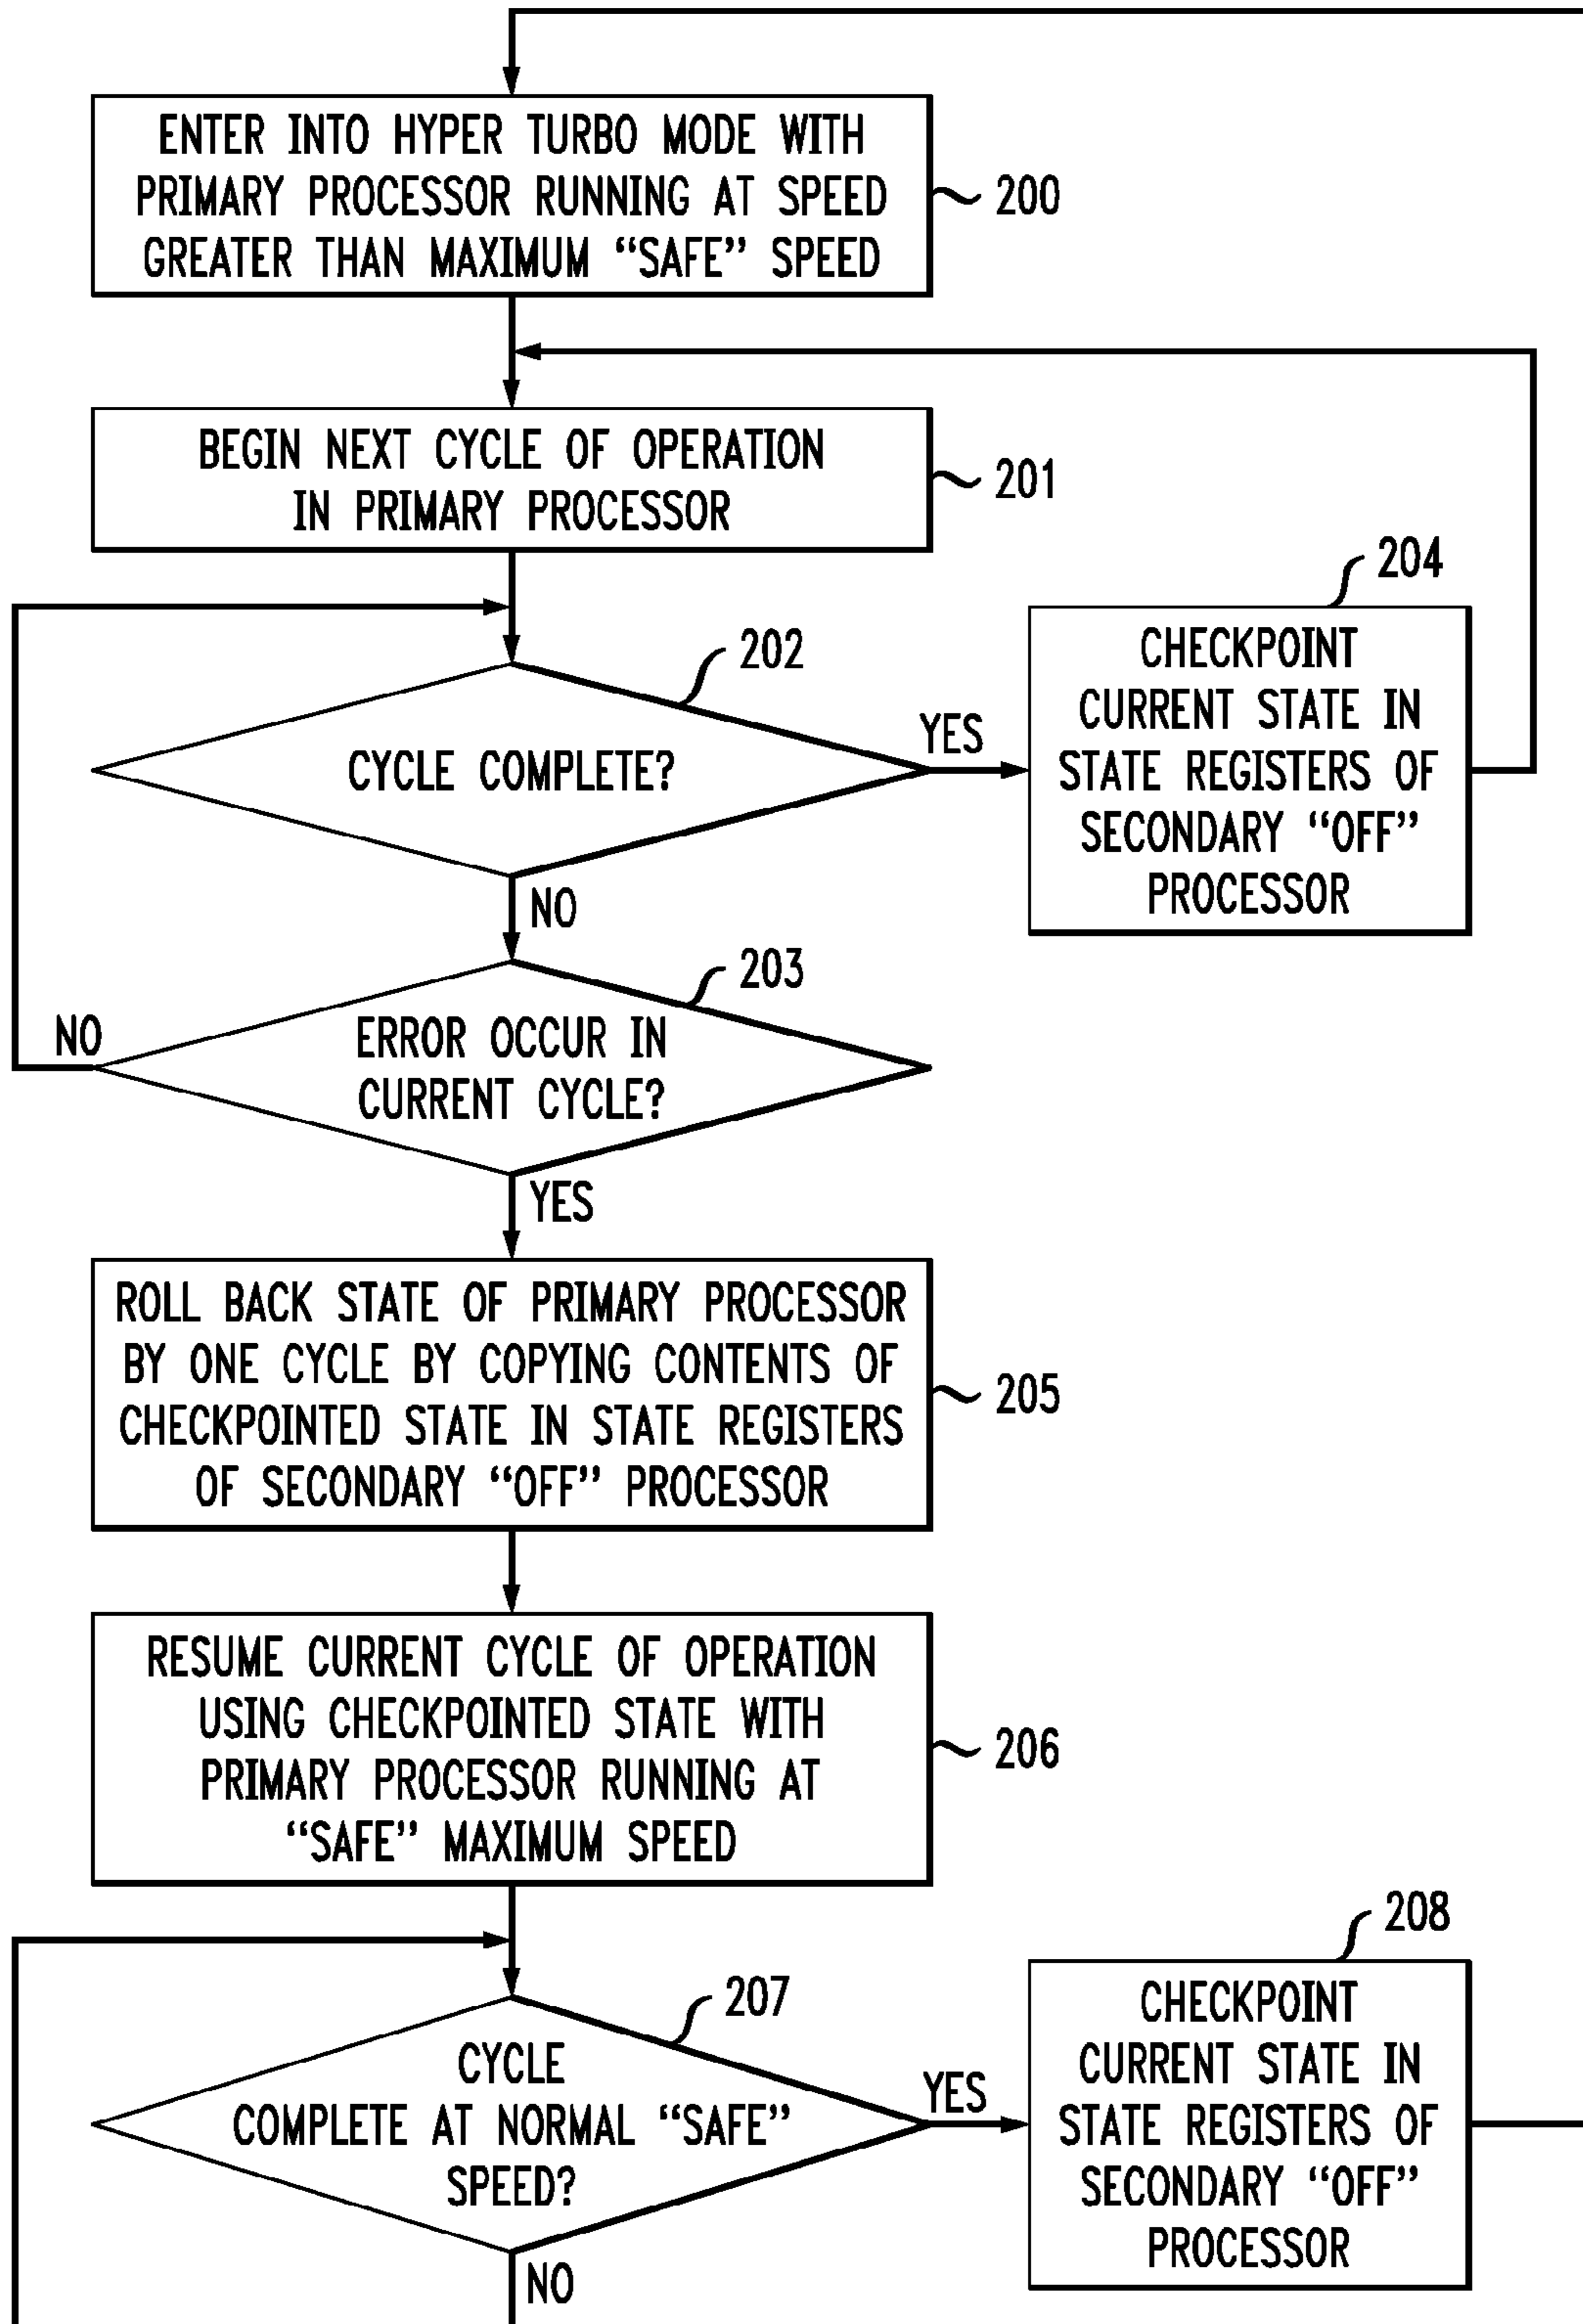 ENTER INTO HYPER TURBO MODE WITH
PRIMARY PROCESSOR RUNNING AT SPEED
GREATER THAN MAXIMUM “SAFE” SPEED
200
BEGIN NEXT CYCLE OF OPERATION
IN PRIMARY PROCESSOR
201
202
CYCLE COMPLETE?
YES
NO
204
CHECKPOINT
CURRENT STATE IN
STATE REGISTERS OF
SECONDARY “OFF”
PROCESSOR
203
ERROR OCCUR IN
CURRENT CYCLE?
NO
YES
ROLL BACK STATE OF PRIMARY PROCESSOR
BY ONE CYCLE BY COPYING CONTENTS OF
CHECKPOINTED STATE IN STATE REGISTERS
OF SECONDARY “OFF” PROCESSOR
205
RESUME CURRENT CYCLE OF OPERATION
USING CHECKPOINTED STATE WITH
PRIMARY PROCESSOR RUNNING AT
“SAFE” MAXIMUM SPEED
206
207
CYCLE
COMPLETE AT NORMAL “SAFE”
SPEED?
YES
NO
208
CHECKPOINT
CURRENT STATE IN
STATE REGISTERS OF
SECONDARY “OFF”
PROCESSOR